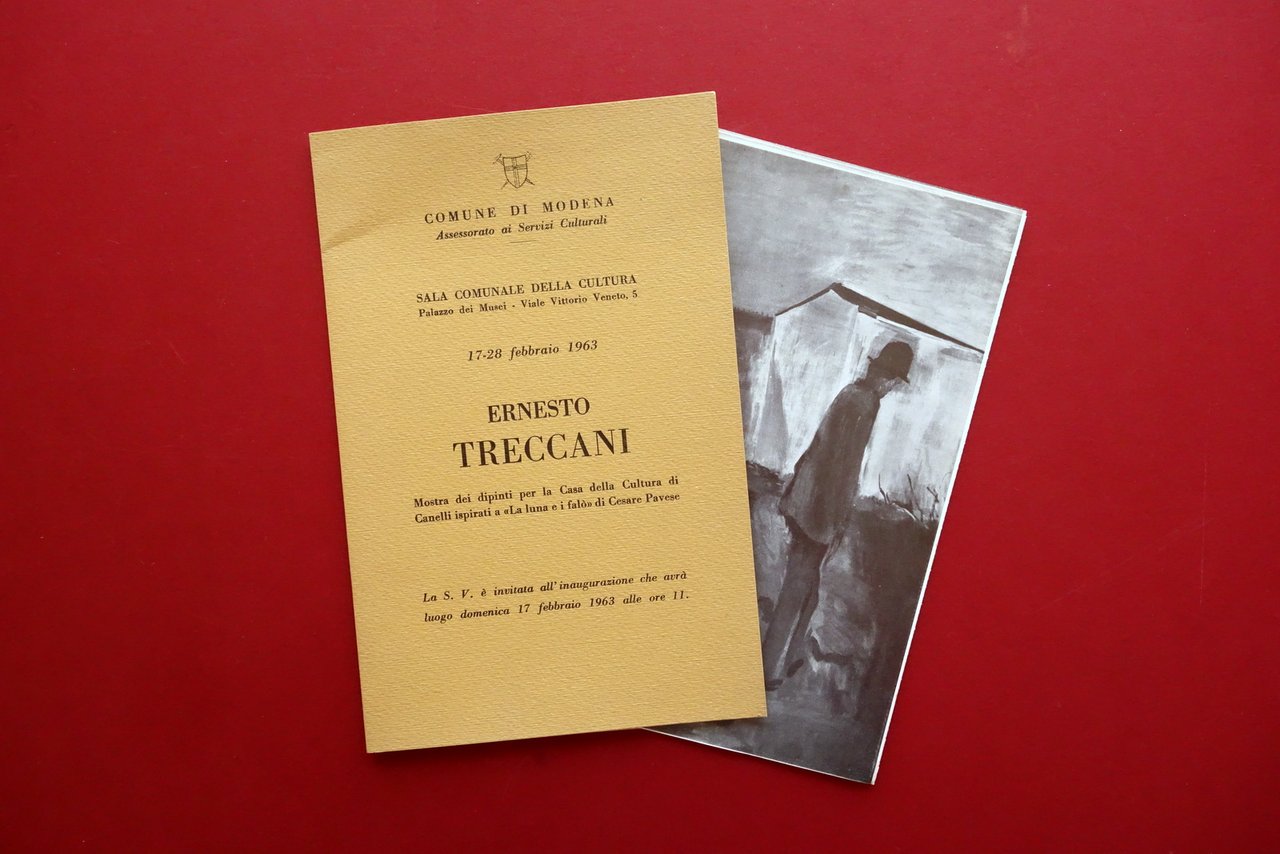 COMUNE DI MODENA
Assessorato ai Servizi Culturali
SALA COMUNALE DELLA CULTURA
Palazzo dei Musei - Viale Vittorio Veneto, 5
17-28 febbraio 1963
ERNESTO
TRECCANI
Mostra dei dipinti per la Casa della Cultura di
Canelli ispirati a «La luna e i falò» di Cesare Pavese
La S. V. è invitata all'inaugurazione che avrà
luogo domenica 17 febbraio 1963 alle ore 11.